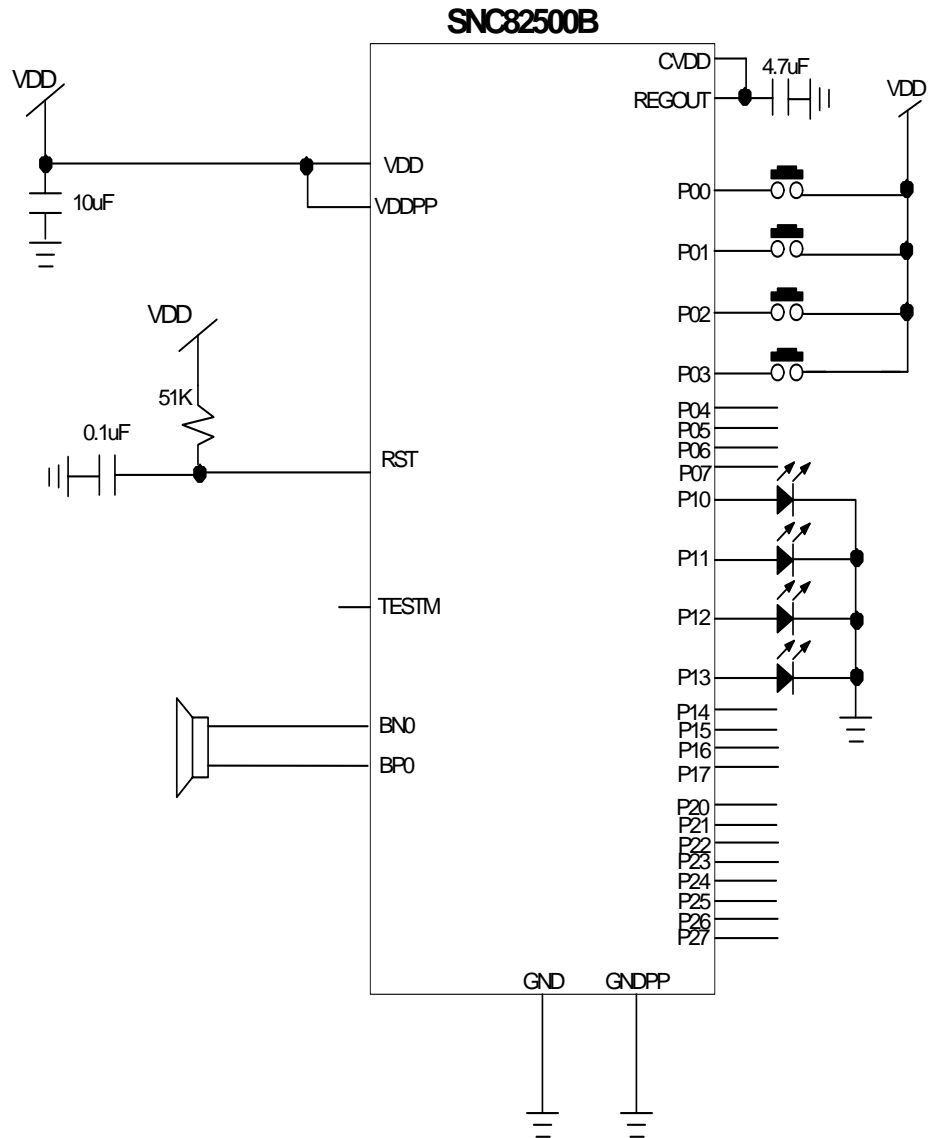 SNC82500B
VDD
10uF
VDD
51K
0.1uF
VDD
VDDPP
RST
TESTM
BN0
BP0
CVDD
REGOUT
4.7uF
VDD
P00
P01
P02
P03
P04
P05
P06
P07
P10
P11
P12
P13
P14
P15
P16
P17
P20
P21
P22
P23
P24
P25
P26
P27
GND
GNDPP